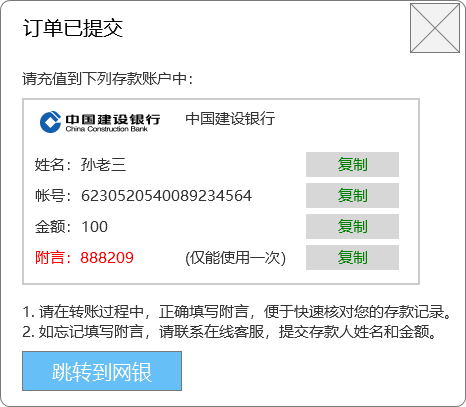 订单已提交
请充值到下列存款账户中：
中国建设银行 中国建设银行
China Construction Bank
姓名：孙老三 复制
帐号：6230520540089234564 复制
金额：100 复制
附言：888209 (仅能使用一次) 复制
1. 请在转账过程中，正确填写附言，便于快速核对您的存款记录。
2. 如忘记填写附言，请联系在线客服，提交存款人姓名和金额。
跳转到网银